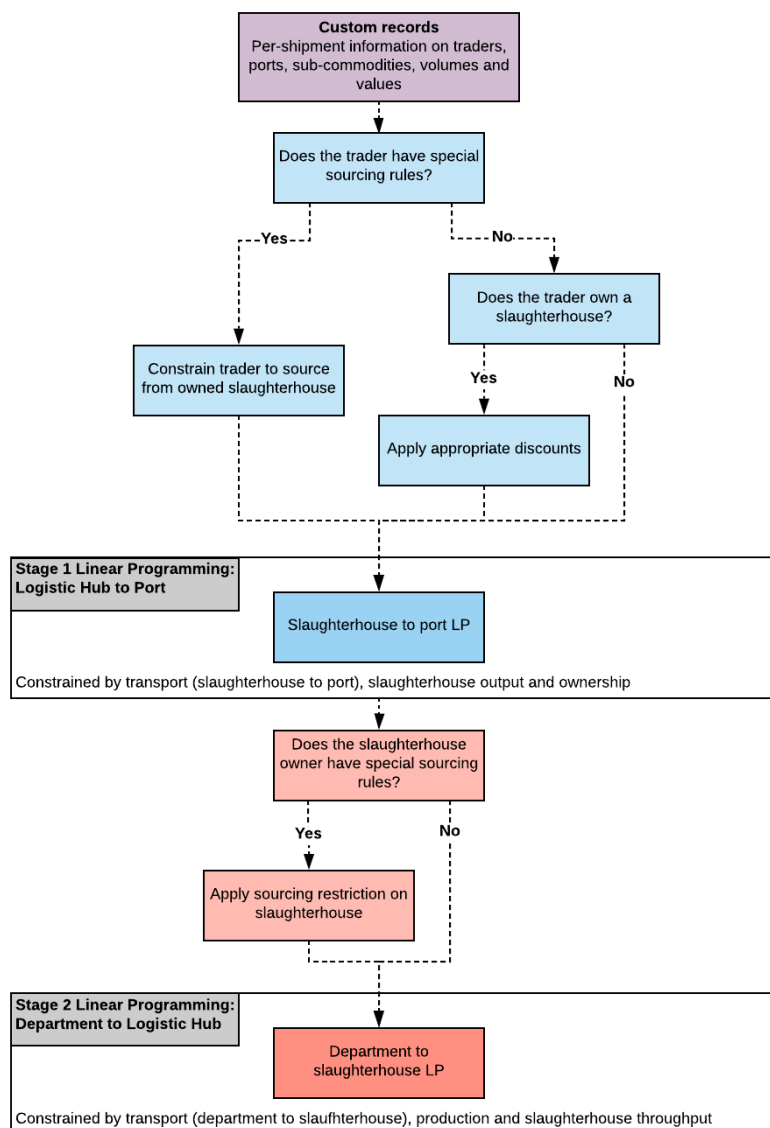 Custom records
Per-shipment information on traders,
ports, sub-commodities, volumes and
values
Does the trader have special
sourcing rules?
Yes
No
Does the trader own a
slaughterhouse?
Constrain trader to source
from owned slaughterhouse
Yes
No
Apply appropriate discounts
Stage 1 Linear Programming:
Logistic Hub to Port
Slaughterhouse to port LP
Constrained by transport (slaughterhouse to port), slaughterhouse output and ownership
Does the slaughterhouse
owner have special sourcing
rules?
Yes
No
Apply sourcing restriction on
slaughterhouse
Stage 2 Linear Programming:
Department to Logistic Hub
Department to
slaughterhouse LP
Constrained by transport (department to slaufhterhouse), production and slaughterhouse throughput